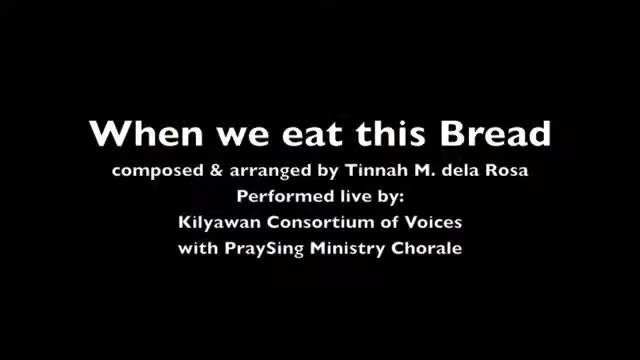 When we eat this Bread
composed & arranged by Tinnah M. dela Rosa
Performed live by:
Kilyawan Consortium of Voices
with PraySing Ministry Chorale